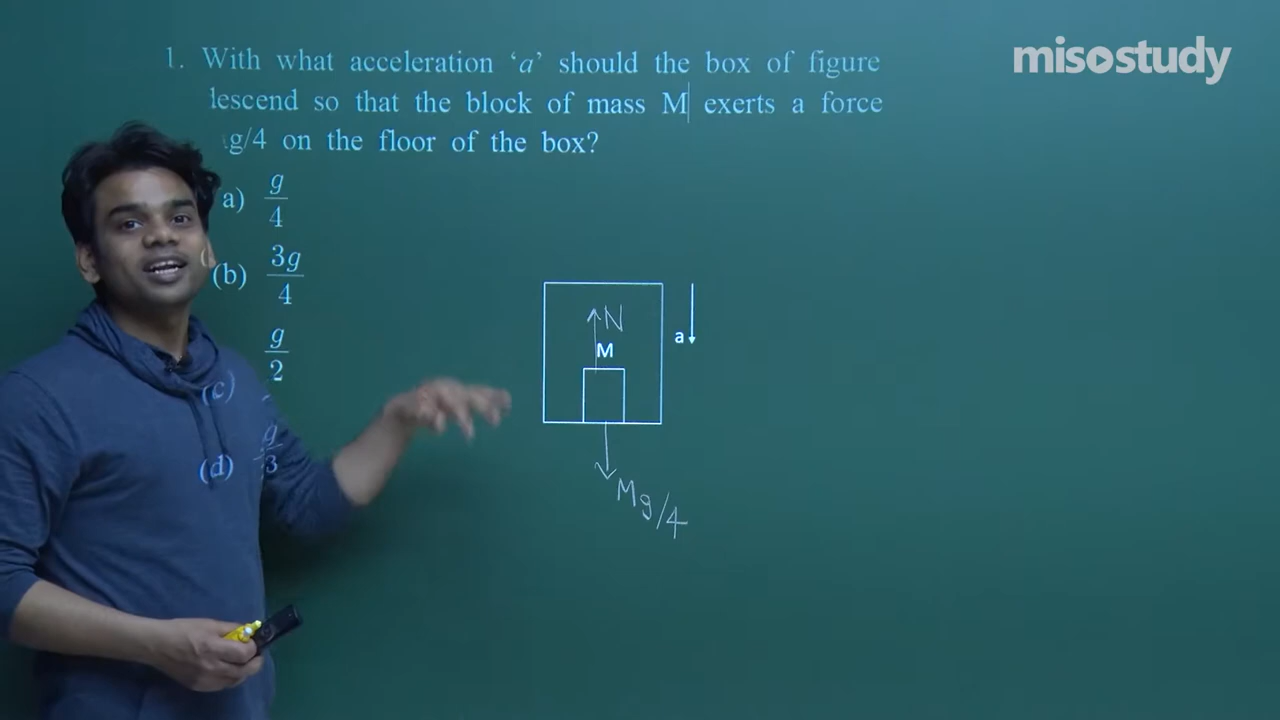 misostudy
1. With what acceleration ‘a’ should the box of figure
lescend so that the block of mass M exerts a force
g/4 on the floor of the box?
a) g/4
(b) 3g/4
(c) g/2
(d) g/3
N
M
a
Mg/4